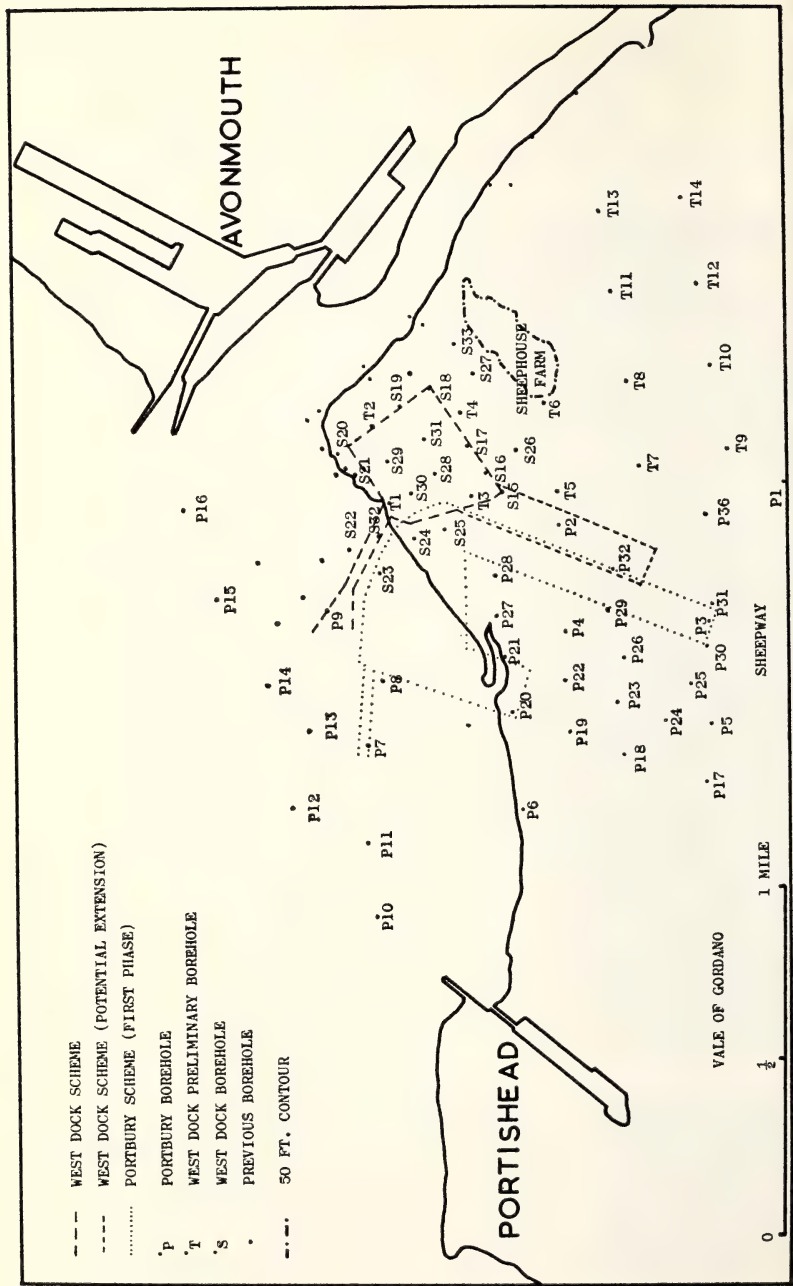 AVONMOUTH
--- WEST DOCK SCHEME
---- WEST DOCK SCHEME (POTENTIAL EXTENSION)
........... PORTBURY SCHEME (FIRST PHASE)
P PORTBURY BOREHOLE
T WEST DOCK PRELIMINARY BOREHOLE
S WEST DOCK BOREHOLE
PREVIOUS BOREHOLE
50 FT. CONTOUR
P16
P15
P14
P13
P12
P11
P10
P9
P8
P7
S20
S21
S22
S32
S23
T1
T2
S19
S29
S30
S31
S18
S28
S24
S25
T3
T4
S17
S33
S27
S16
S15
S26
SHEEPHOUSE
FARM
T6
T5
P2
P28
P27
P21
P20
P6
P4
P22
P19
P32
P29
P26
P23
P18
T13
T11
T8
T7
T14
T12
T10
T9
P36
P31
P3
P30
P25
P24
P5
P17
P1
SHEEPWAY
PORTISHEAD
VALE OF GORDANO
0
½
1 MILE